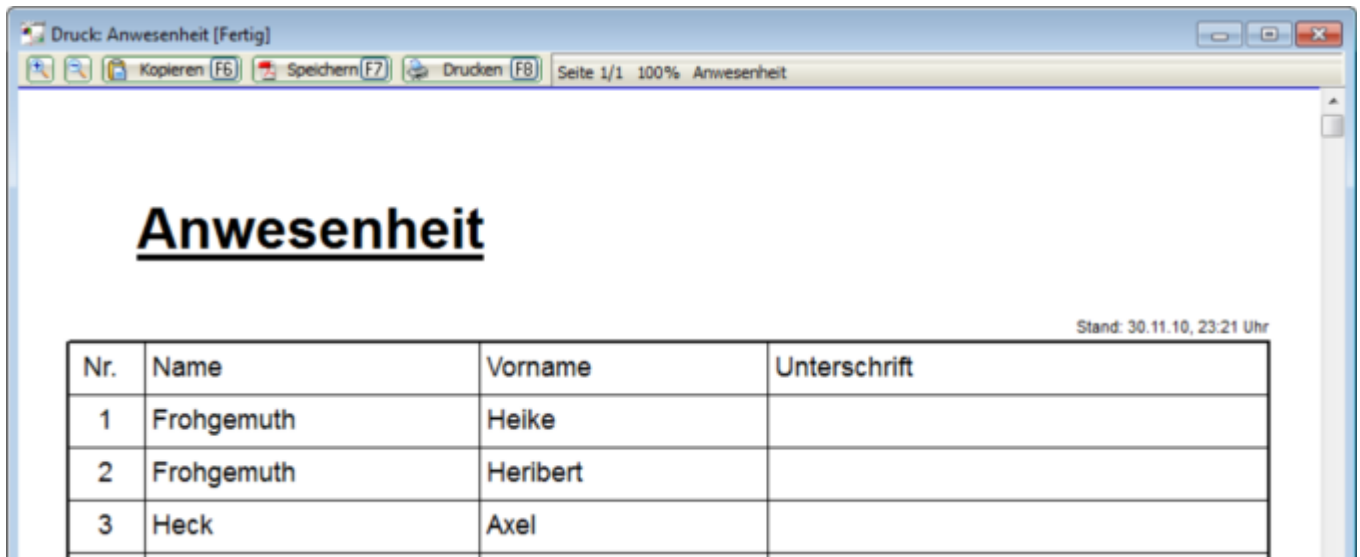 Druck: Anwesenheit [Fertig]
Kopieren F6 Speichern F7 Drucken F8 Seite 1/1 100% Anwesenheit
Anwesenheit
Stand: 30.11.10, 23:21 Uhr
Nr. Name Vorname Unterschrift
1 Frohgemuth Heike
2 Frohgemuth Heribert
3 Heck Axel